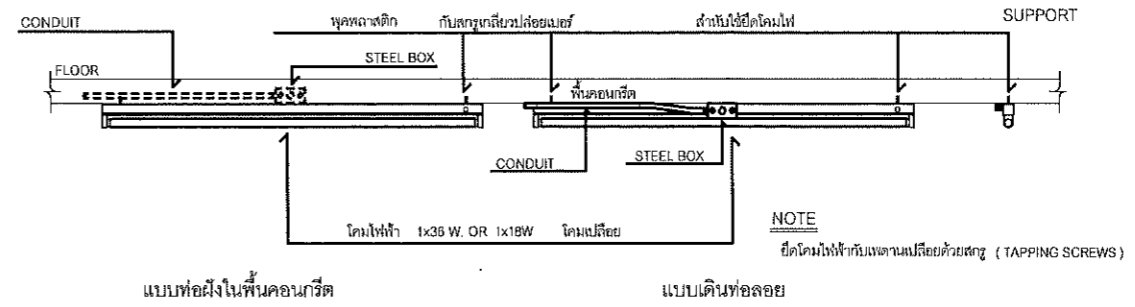 CONDUIT
พุคพลาสติก กับสกรูเกลียวปล่อยเบอร์ สำหรับใช้ยึดโคมไฟ
SUPPORT
STEEL BOX
FLOOR
พื้นคอนกรีต
CONDUIT
STEEL BOX
โคมไฟฟ้า 1x36 W. OR 1x18W โคมเปลือย
NOTE
ยึดโคมไฟฟ้ากับเพดานเปลือยด้วยสกรู ( TAPPING SCREWS )
แบบท่อฝังในพื้นคอนกรีต
แบบเดินท่อลอย